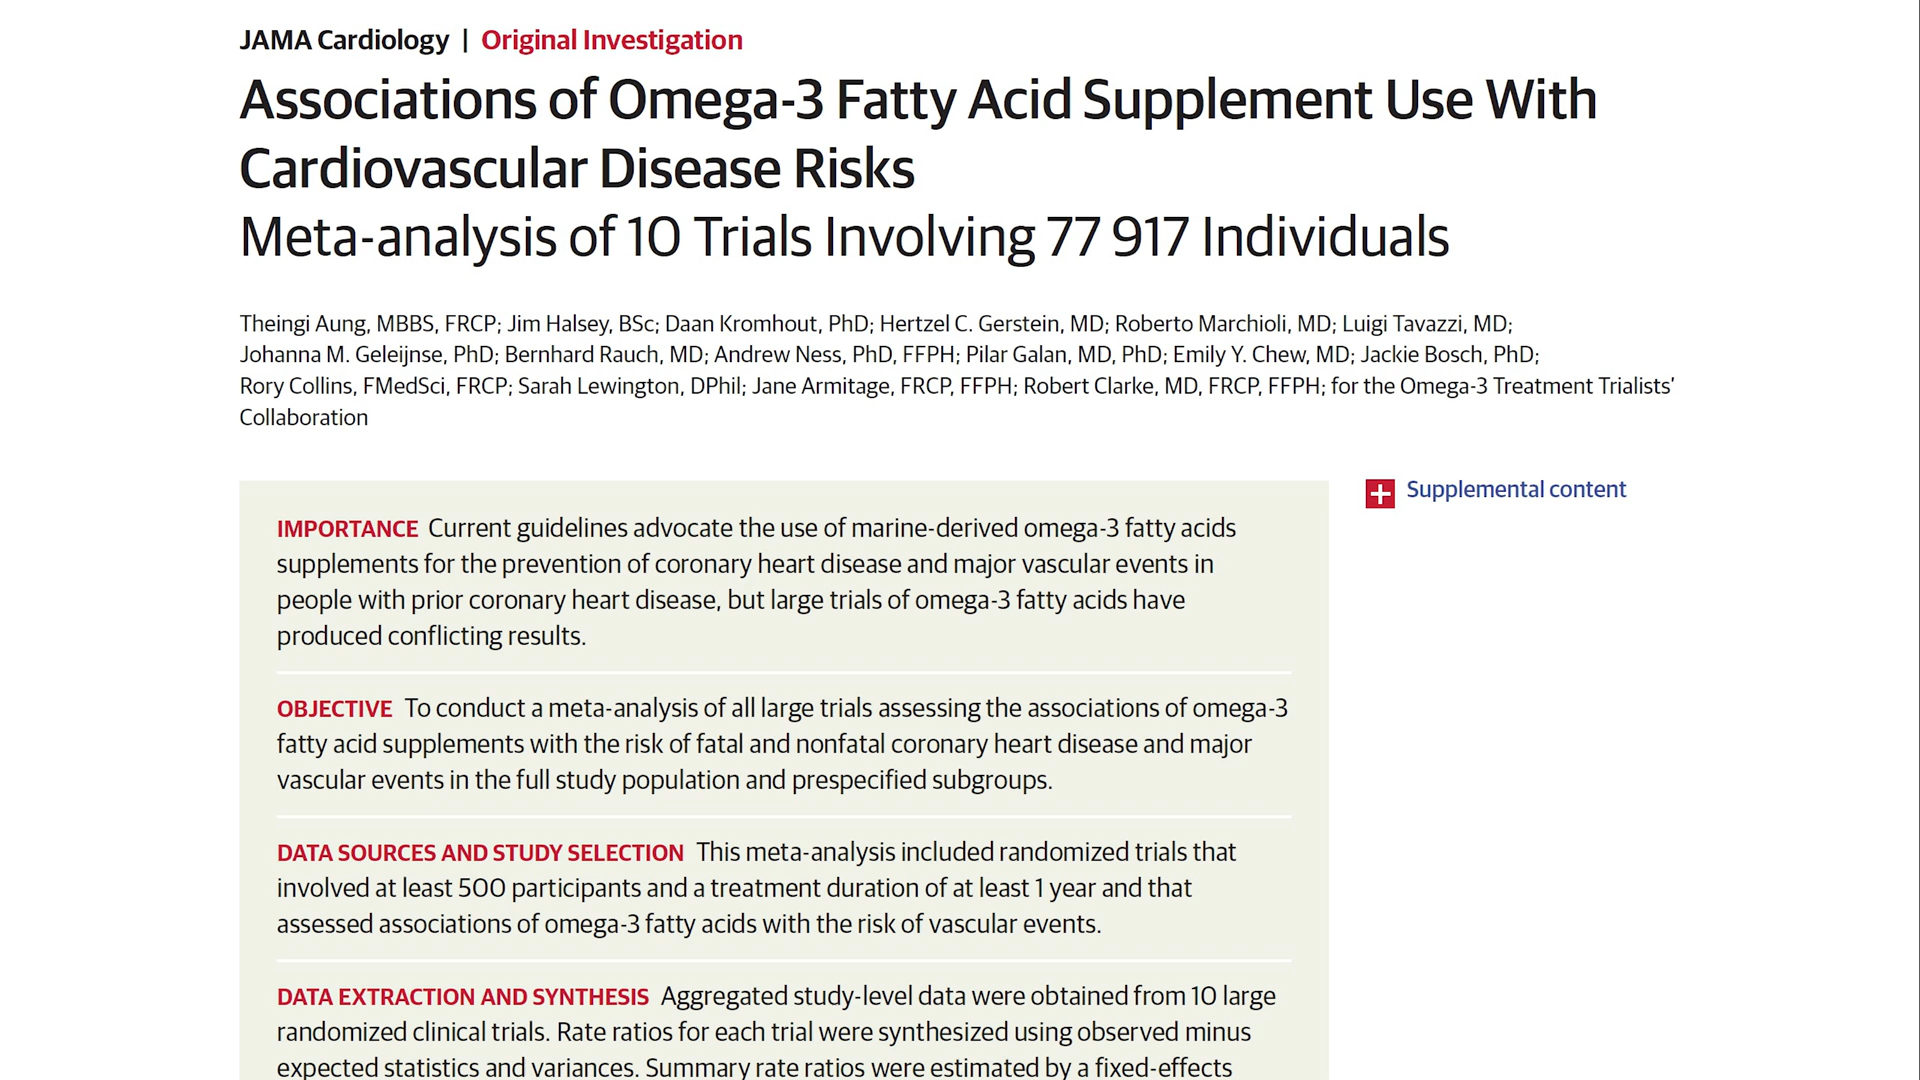 JAMA Cardiology | Original Investigation
Associations of Omega-3 Fatty Acid Supplement Use With
Cardiovascular Disease Risks
Meta-analysis of 10 Trials Involving 77 917 Individuals
Theingi Aung, MBBS, FRCP; Jim Halsey, BSc; Daan Kromhout, PhD; Hertzel C. Gerstein, MD; Roberto Marchioli, MD; Luigi Tavazzi, MD;
Johanna M. Geleijnse, PhD; Bernhard Rauch, MD; Andrew Ness, PhD, FFPH; Pilar Galan, MD, PhD; Emily Y. Chew, MD; Jackie Bosch, PhD;
Rory Collins, FMedSci, FRCP; Sarah Lewington, DPhil; Jane Armitage, FRCP, FFPH; Robert Clarke, MD, FRCP, FFPH; for the Omega-3 Treatment Trialists’
Collaboration
Supplemental content
IMPORTANCE Current guidelines advocate the use of marine-derived omega-3 fatty acids
supplements for the prevention of coronary heart disease and major vascular events in
people with prior coronary heart disease, but large trials of omega-3 fatty acids have
produced conflicting results.
OBJECTIVE To conduct a meta-analysis of all large trials assessing the associations of omega-3
fatty acid supplements with the risk of fatal and nonfatal coronary heart disease and major
vascular events in the full study population and prespecified subgroups.
DATA SOURCES AND STUDY SELECTION This meta-analysis included randomized trials that
involved at least 500 participants and a treatment duration of at least 1 year and that
assessed associations of omega-3 fatty acids with the risk of vascular events.
DATA EXTRACTION AND SYNTHESIS Aggregated study-level data were obtained from 10 large
randomized clinical trials. Rate ratios for each trial were synthesized using observed minus
expected statistics and variances. Summary rate ratios were estimated by a fixed-effects